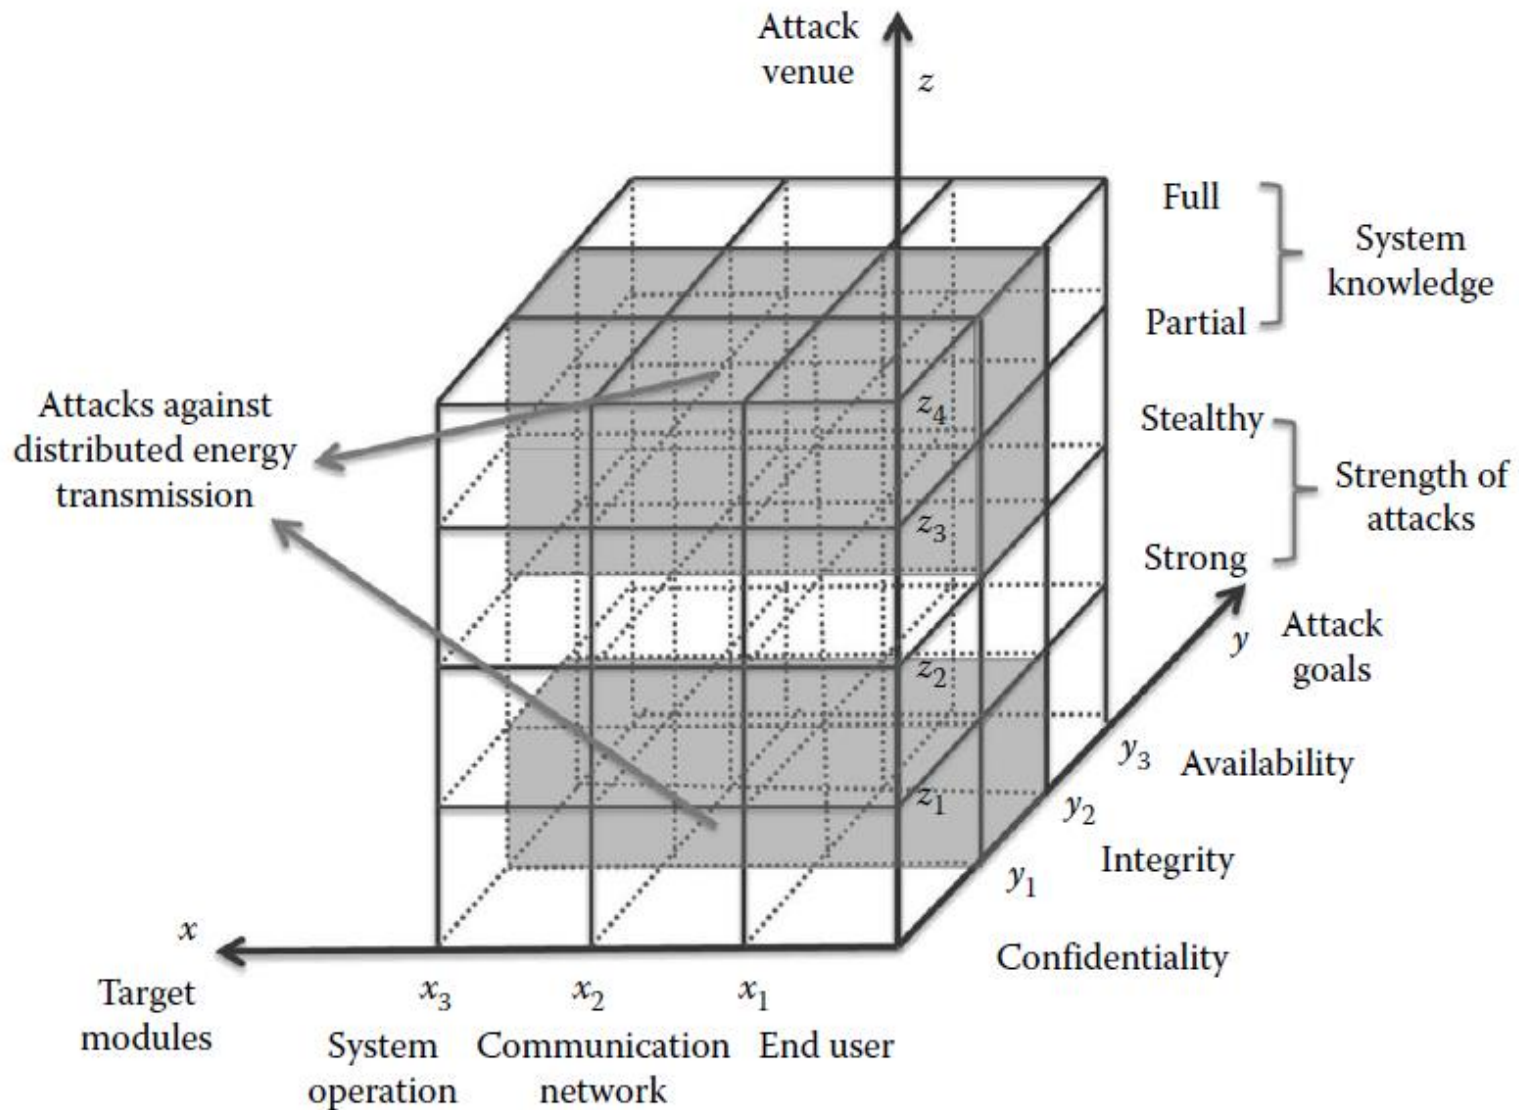 Attack
venue
z
Full
System
knowledge
Partial
Attacks against
distributed energy
transmission
z4
Stealthy
Strength of
attacks
z3
Strong
y
Attack
goals
z2
y3
Availability
z1
y2
Integrity
y1
x
Confidentiality
Target
modules
x3
x2
x1
System
operation
Communication
network
End user